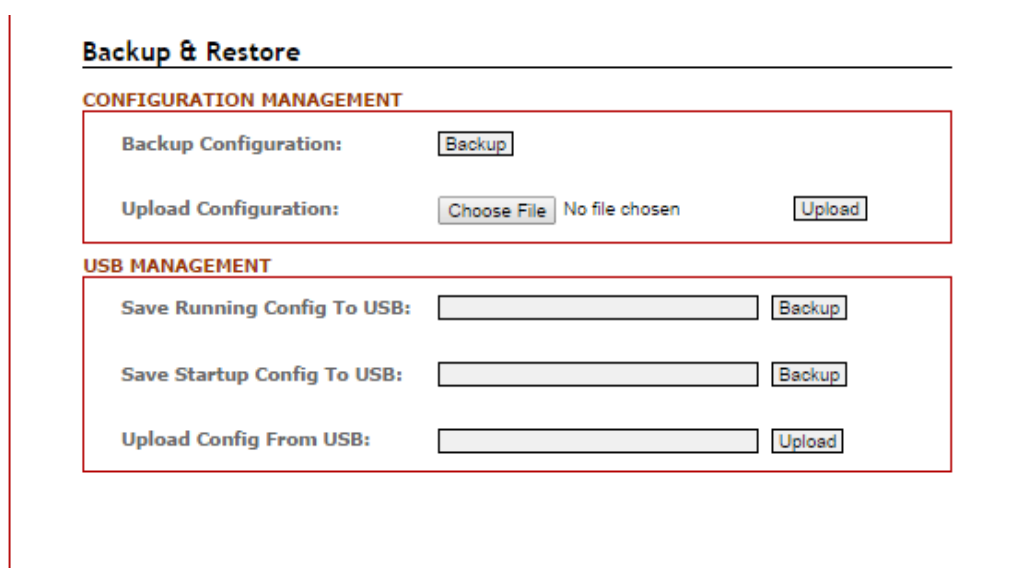 Backup & Restore
CONFIGURATION MANAGEMENT
Backup Configuration: Backup
Upload Configuration: Choose File No file chosen Upload
USB MANAGEMENT
Save Running Config To USB: Backup
Save Startup Config To USB: Backup
Upload Config From USB: Upload